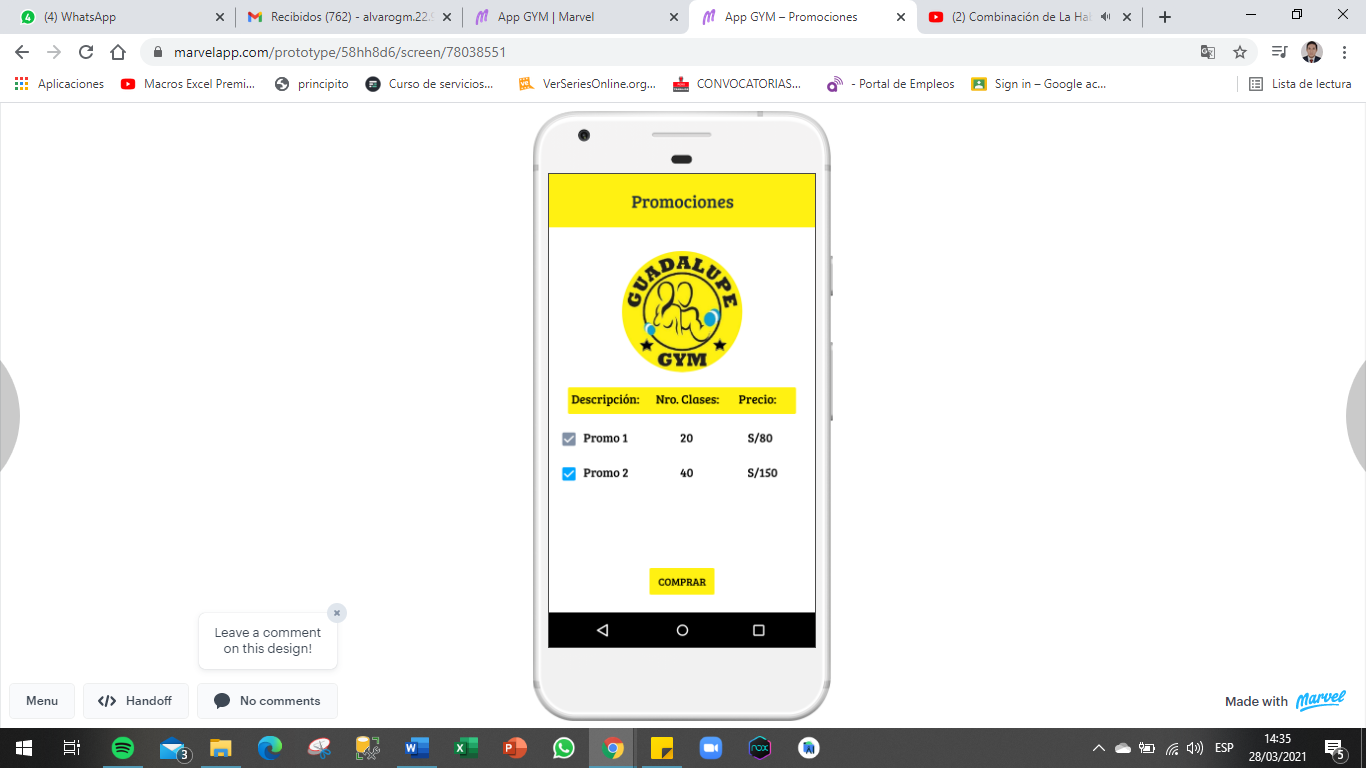 (4) WhatsApp
Recibidos (762) - alvarogm.22.9
App GYM | Marvel
App GYM – Promociones
(2) Combinación de La Hab
marvelapp.com/prototype/58hh8d6/screen/78038551
Aplicaciones
Macros Excel Premi...
principito
Curso de servicios...
VerSeriesOnline.org...
CONVOCATORIAS...
- Portal de Empleos
Sign in – Google ac...
Lista de lectura
Promociones
GUADALUPE
GYM
Descripción: Nro. Clases: Precio:
Promo 1 20 S/80
Promo 2 40 S/150
COMPRAR
Leave a comment
on this design!
Menu
Handoff
No comments
Made with Marvel
3
nox
ESP
14:35
28/03/2021
5